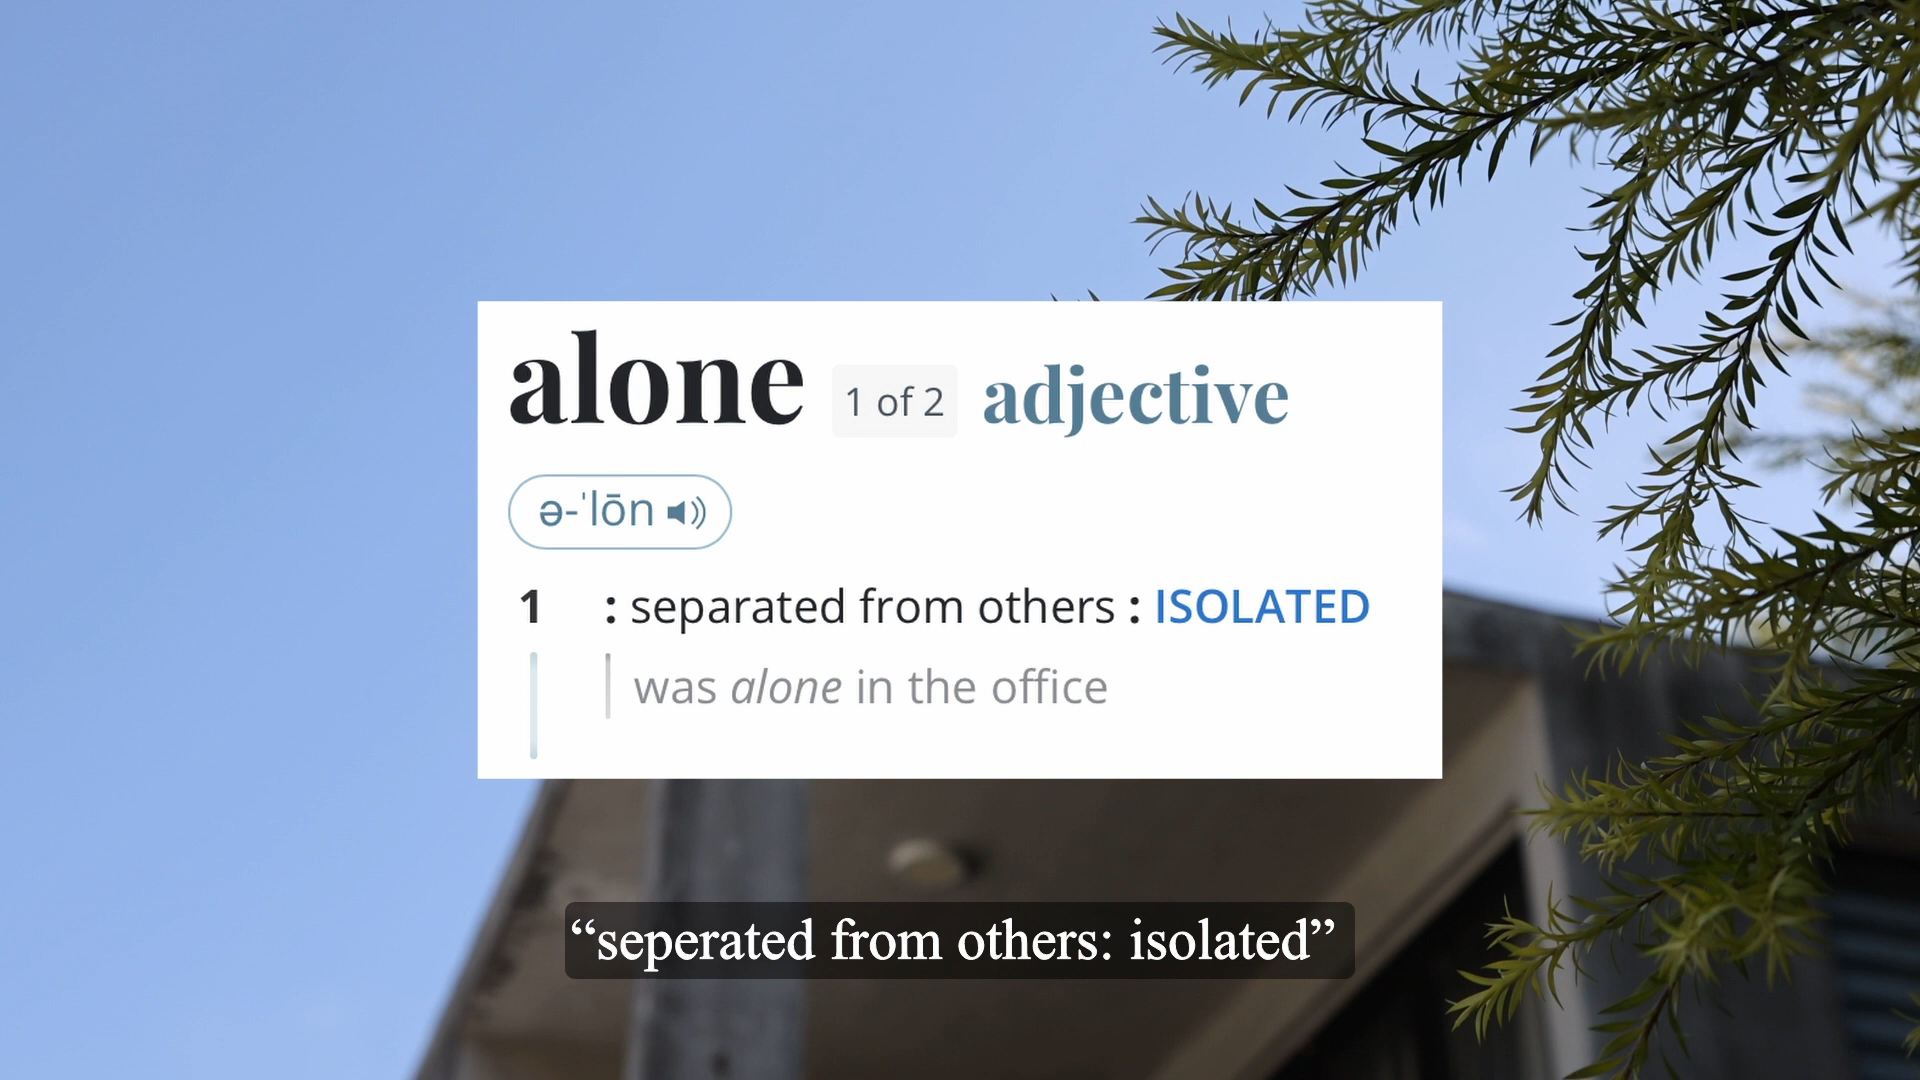 alone 1 of 2 adjective
ə-ˈlōn
1 : separated from others : ISOLATED
was alone in the office
“seperated from others: isolated”